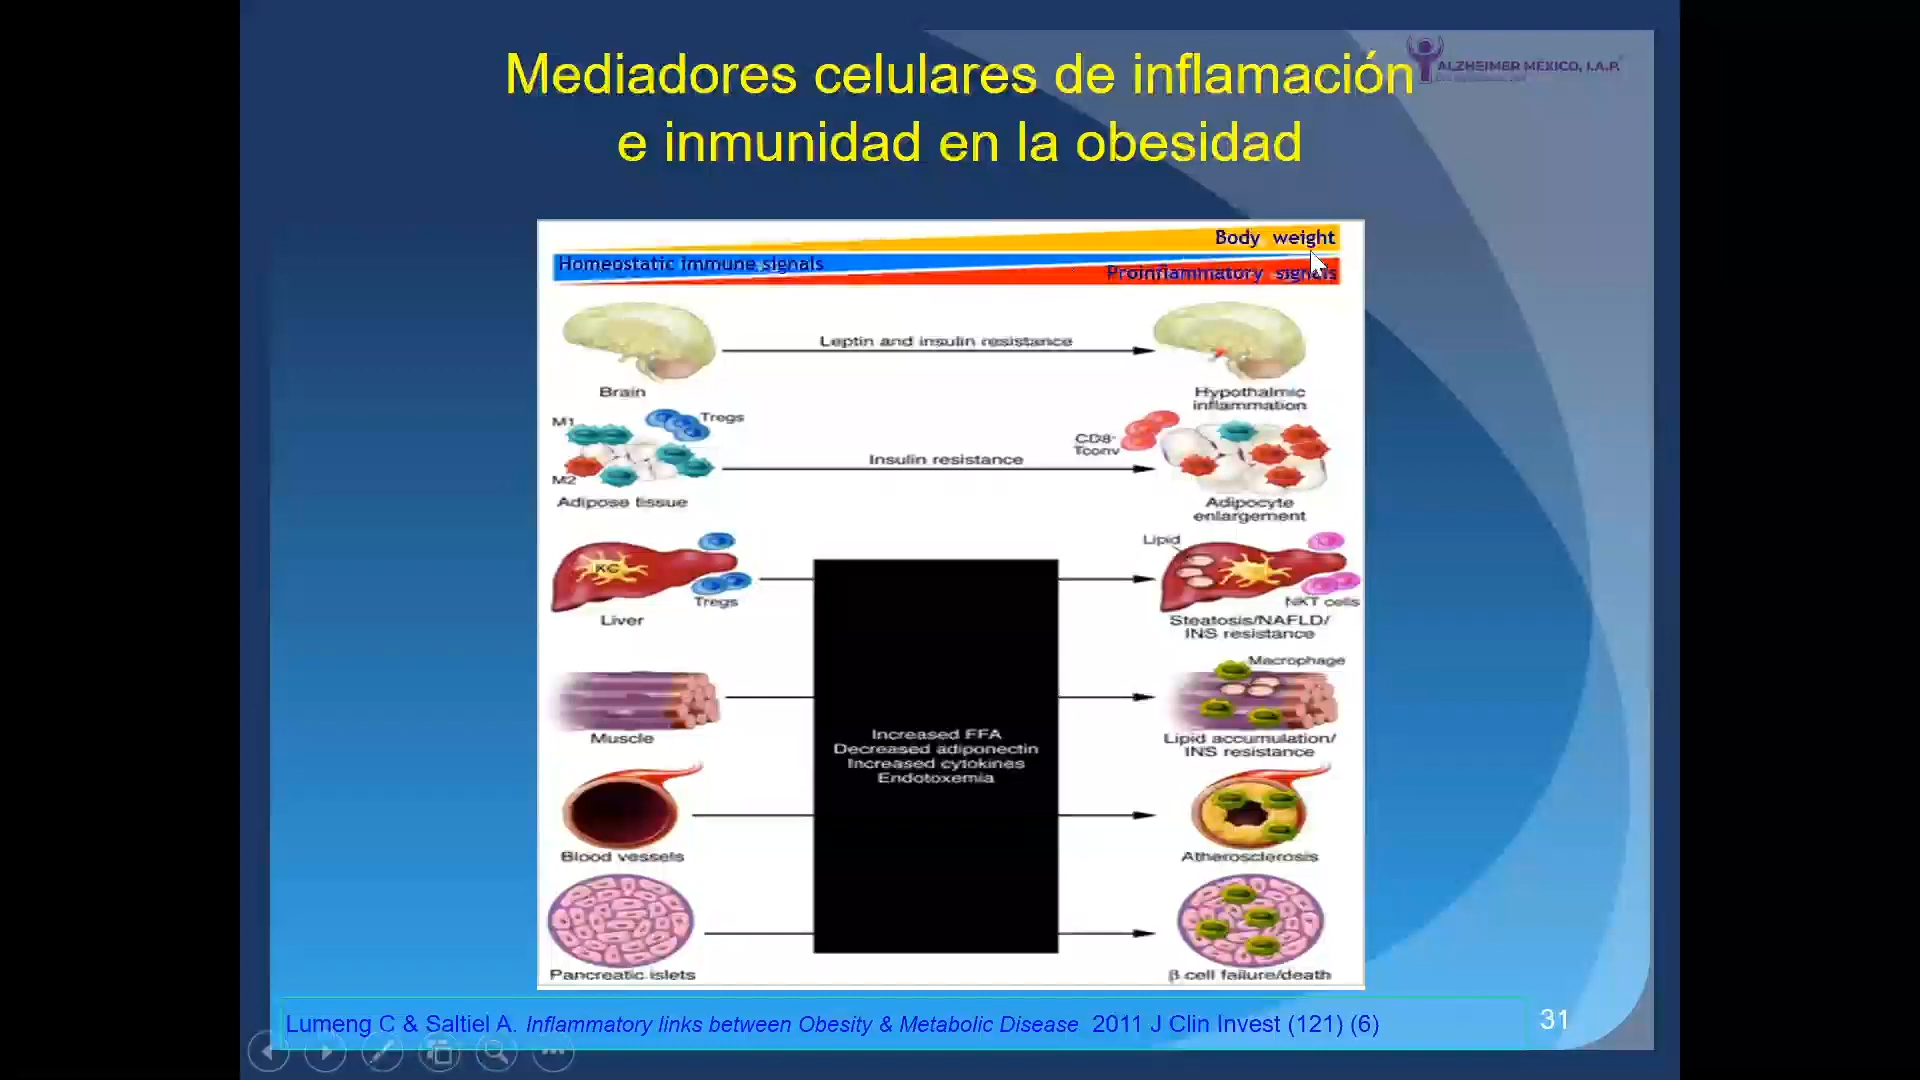 Mediadores celulares de inflamación
e inmunidad en la obesidad
ALZHEIMER MÉXICO, I.A.P.
Body weight
Homeostatic immune signals
Proinflammatory signals
Leptin and insulin resistance
Brain
Hypothalmic
inflammation
M1
Tregs
CD8+
Tconv
Insulin resistance
M2
Adipose tissue
Adipocyte
enlargement
Lipid
KC
Tregs
NKT cells
Liver
Steatosis/NAFLD/
INS resistance
Macrophage
Muscle
Lipid accumulation/
INS resistance
Increased FFA
Decreased adiponectin
Increased cytokines
Endotoxemia
Blood vessels
Atherosclerosis
Pancreatic islets
β cell failure/death
Lumeng C & Saltiel A. Inflammatory links between Obesity & Metabolic Disease 2011 J Clin Invest (121) (6)
31